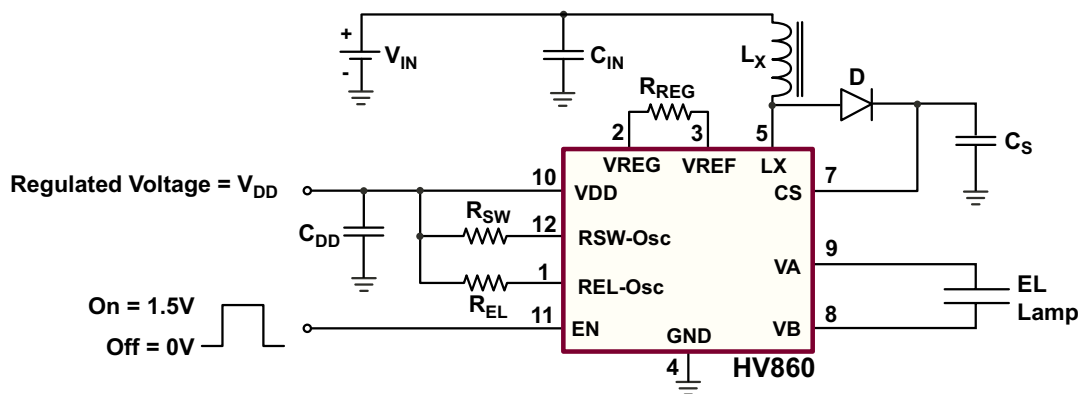 +
V_IN
-
C_IN
L_X
D
R_REG
2
3
5
C_S
VREG
VREF
LX
7
CS
Regulated Voltage = V_DD
10
VDD
C_DD
R_SW
12
RSW-Osc
9
VA
1
REL-Osc
R_EL
EL
Lamp
On = 1.5V
11
EN
8
VB
Off = 0V
GND
4
HV860